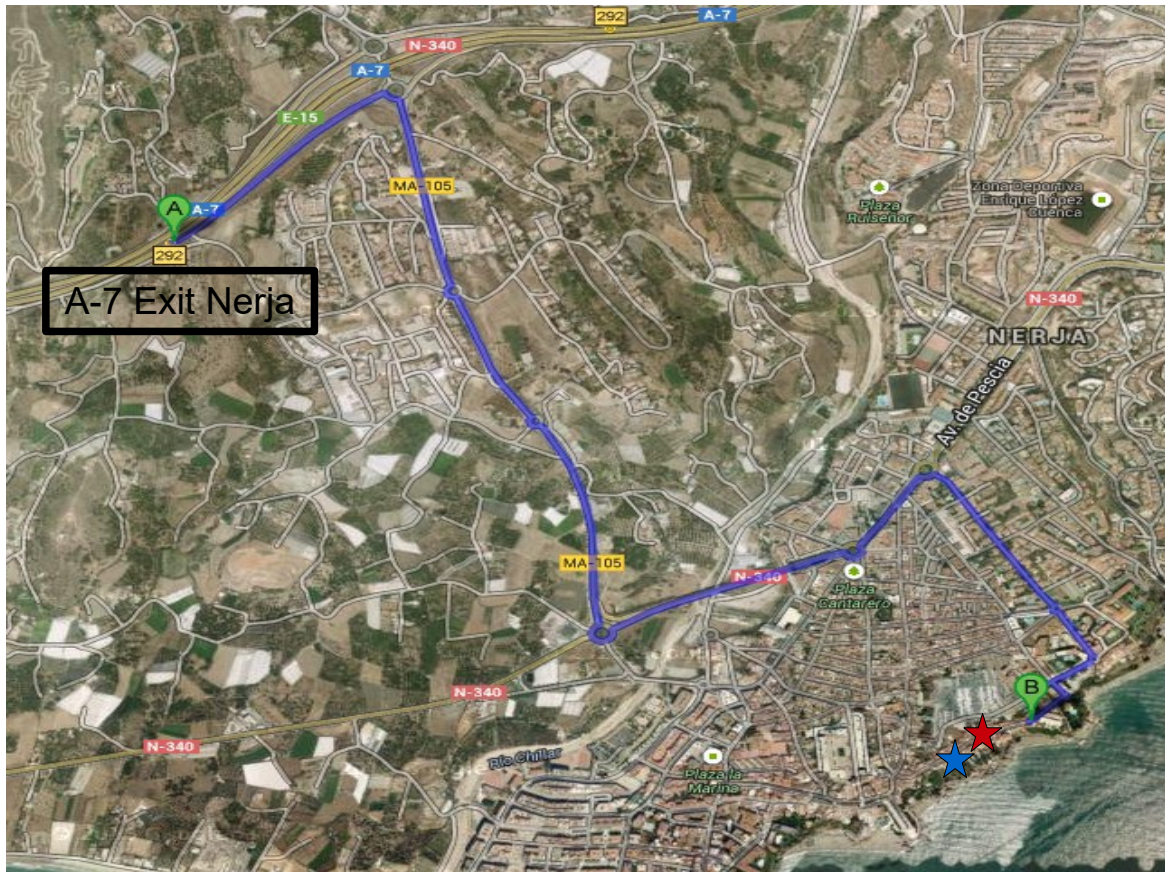 292
A-7
N-340
A-7
E-15
MA-105
A
A-7
292
A-7 Exit Nerja
Plaza
Ruiseñor
Zona Deportiva
Enrique López
Cuenca
N-340
NERJA
Av. de Pescia
MA-105
N-340
Plaza
Cantarero
N-340
B
N-340
Río Chillar
Plaza la
Marina